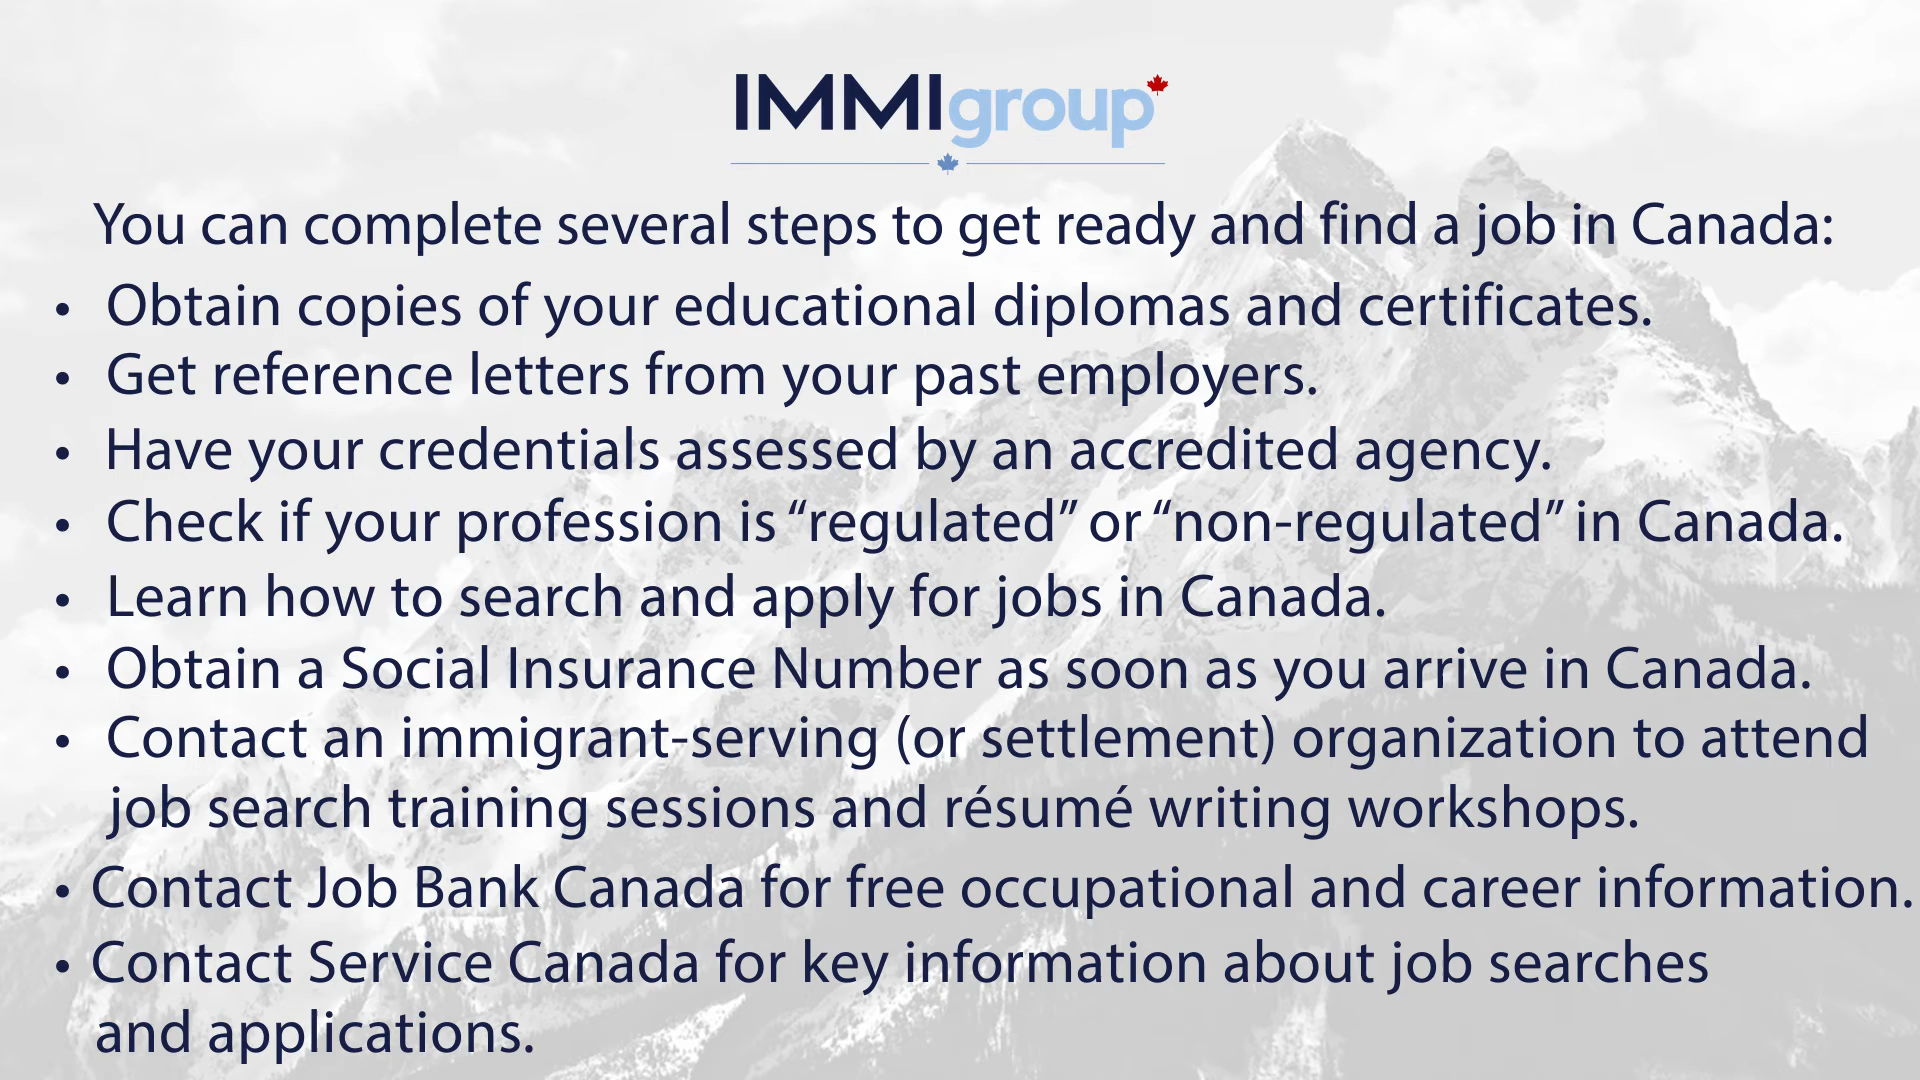 IMMIgroup
You can complete several steps to get ready and find a job in Canada:
• Obtain copies of your educational diplomas and certificates.
• Get reference letters from your past employers.
• Have your credentials assessed by an accredited agency.
• Check if your profession is “regulated” or “non-regulated” in Canada.
• Learn how to search and apply for jobs in Canada.
• Obtain a Social Insurance Number as soon as you arrive in Canada.
• Contact an immigrant-serving (or settlement) organization to attend
job search training sessions and résumé writing workshops.
• Contact Job Bank Canada for free occupational and career information.
• Contact Service Canada for key information about job searches
and applications.